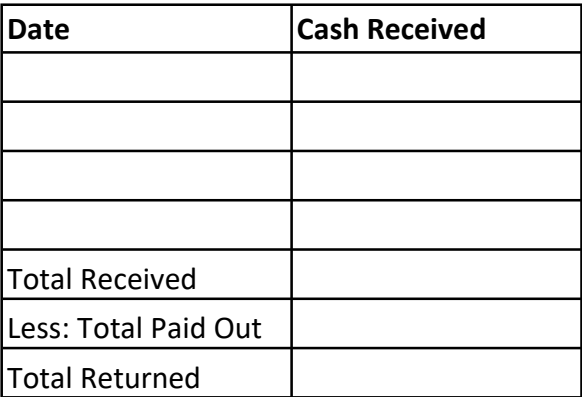 Date Cash Received
Total Received
Less: Total Paid Out
Total Returned